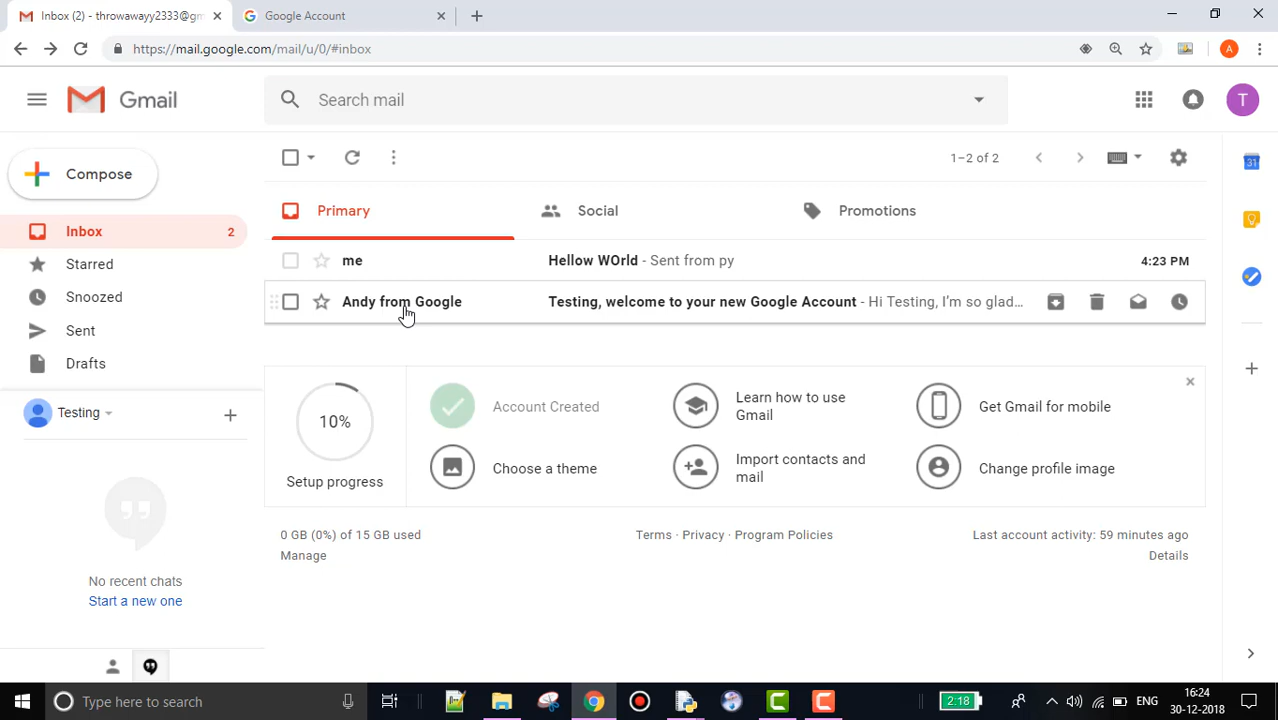 Inbox (2) - throwawayy2333@gm
Google Account
https://mail.google.com/mail/u/0/#inbox
A
Gmail
Search mail
T
Compose
1–2 of 2
Primary
Social
Promotions
31
Inbox 2
Starred
Snoozed
Sent
Drafts
me Hellow WOrld - Sent from py 4:23 PM
Andy from Google Testing, welcome to your new Google Account - Hi Testing, I'm so glad…
Testing
10%
Setup progress
Account Created
Learn how to use
Gmail
Get Gmail for mobile
Choose a theme
Import contacts and
mail
Change profile image
0 GB (0%) of 15 GB used
Manage
Terms · Privacy · Program Policies
Last account activity: 59 minutes ago
Details
No recent chats
Start a new one
Type here to search
2:18
ENG
16:24
30-12-2018